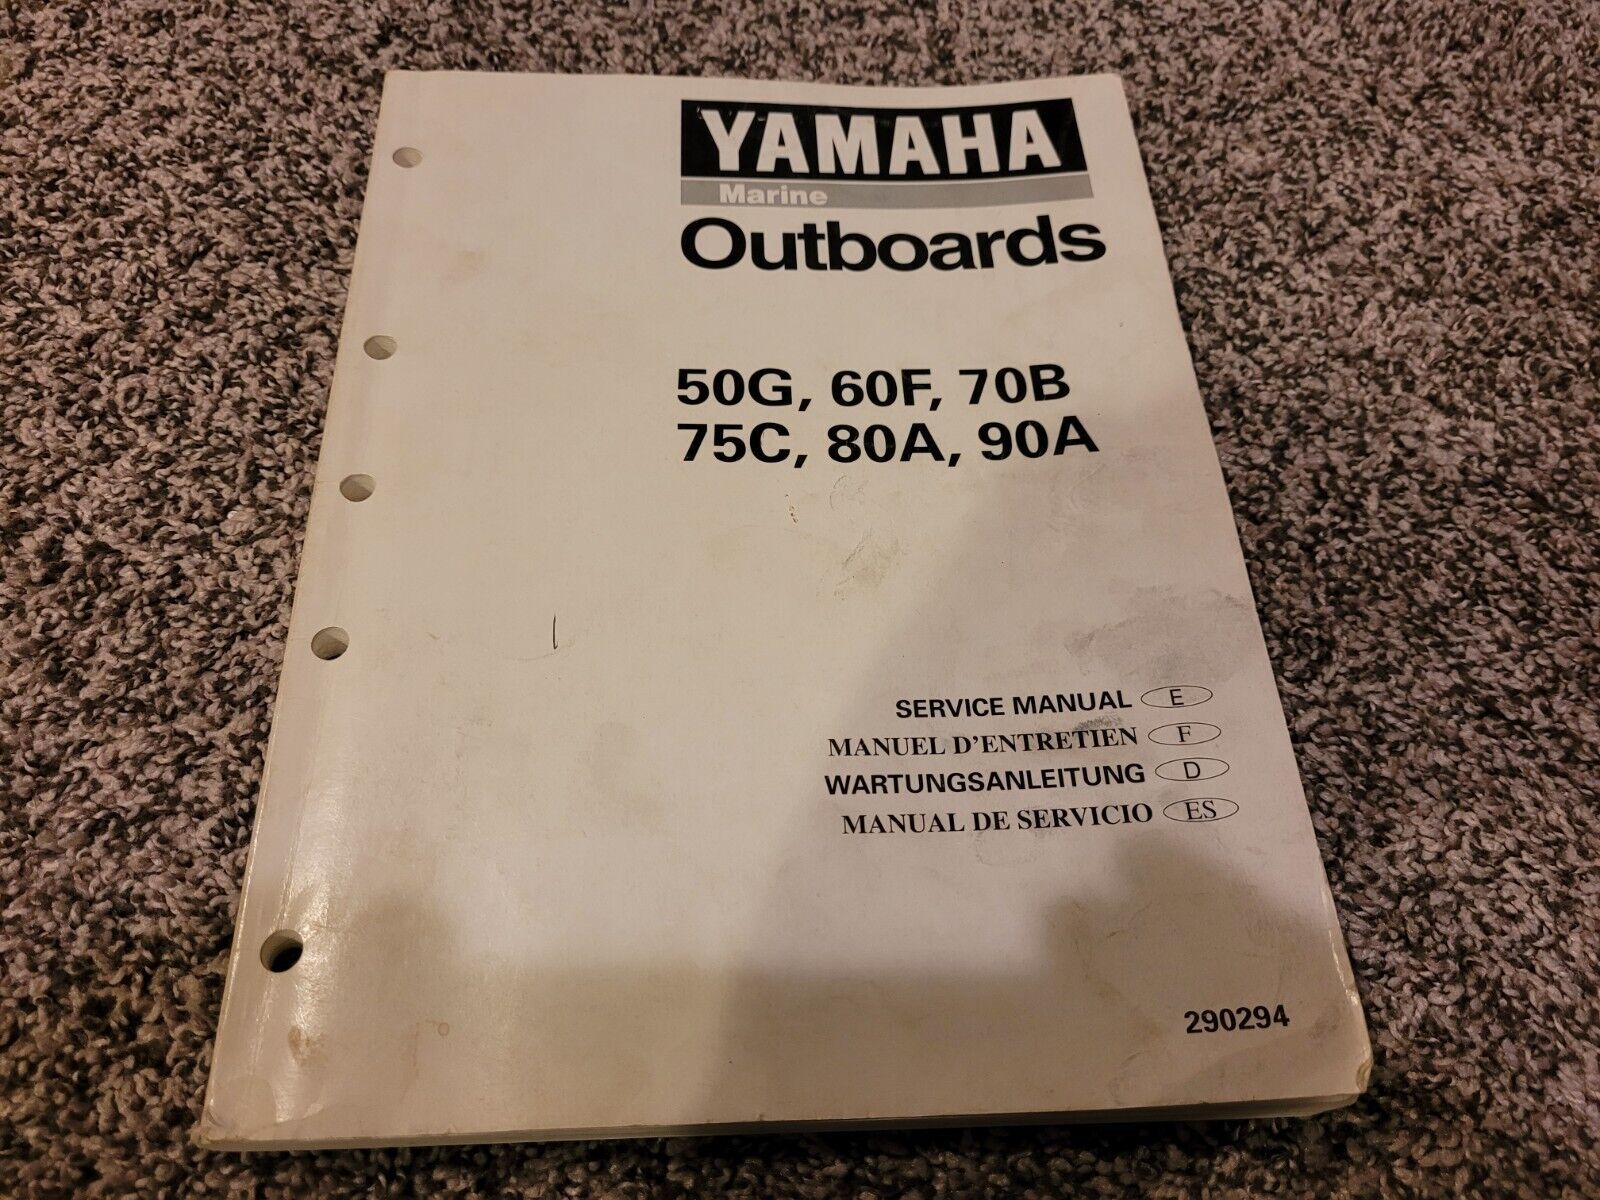 YAMAHA
Marine
Outboards
50G, 60F, 70B
75C, 80A, 90A
SERVICE MANUAL E
MANUEL D'ENTRETIEN F
WARTUNGSANLEITUNG D
MANUAL DE SERVICIO ES
290294